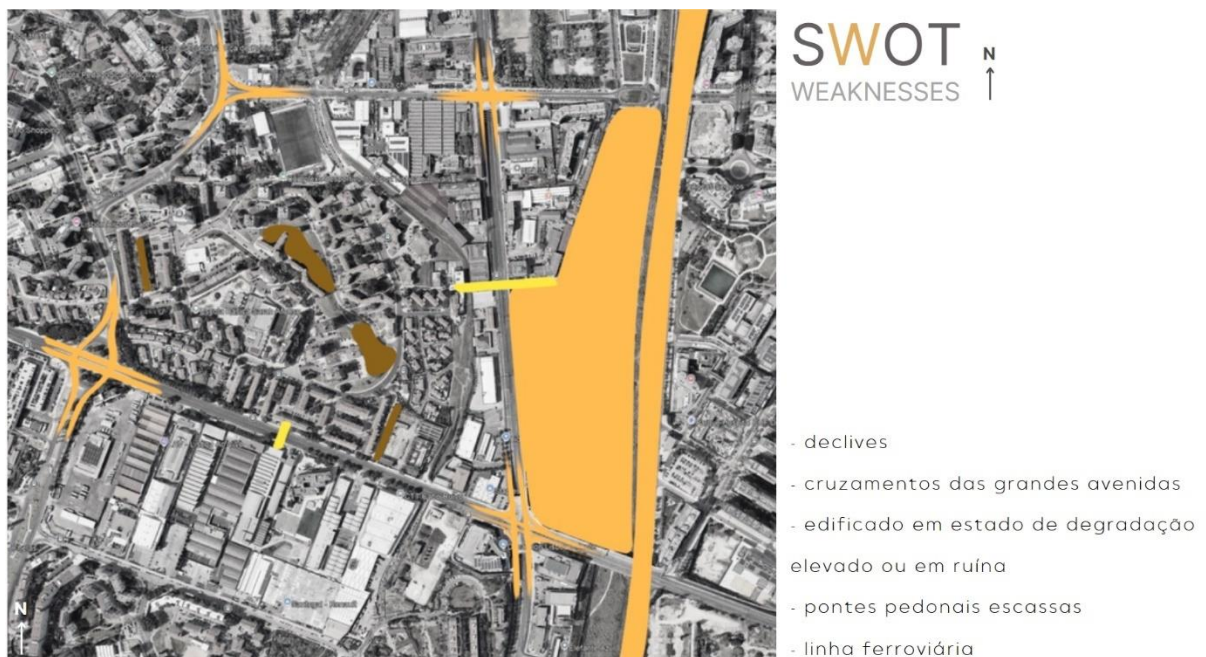 SWOT
N
WEAKNESSES
- declives
- cruzamentos das grandes avenidas
- edificado em estado de degradação
elevado ou em ruína
- pontes pedonais escassas
- linha ferroviária
N